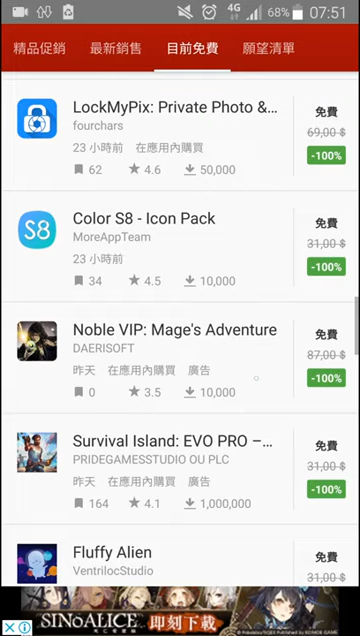 4G
68%
07:51
精品促銷
最新銷售
目前免費
願望清單
LockMyPix: Private Photo &...
免費
fourchars
69,00 $
23 小時前 在應用內購買
-100%
62
4.6
50,000
Color S8 - Icon Pack
免費
MoreAppTeam
31,00 $
S8
23 小時前
-100%
34
4.5
10,000
Noble VIP: Mage's Adventure
免費
DAERISOFT
87,00 $
昨天 在應用內購買 廣告
-100%
0
3.5
10,000
Survival Island: EVO PRO –...
免費
PRIDEGAMESSTUDIO OU PLC
31,00 $
昨天 在應用內購買 廣告
-100%
164
4.1
1,000,000
Fluffy Alien
免費
VentrilocStudio
31,00 $
SINoALICE
即刻下載